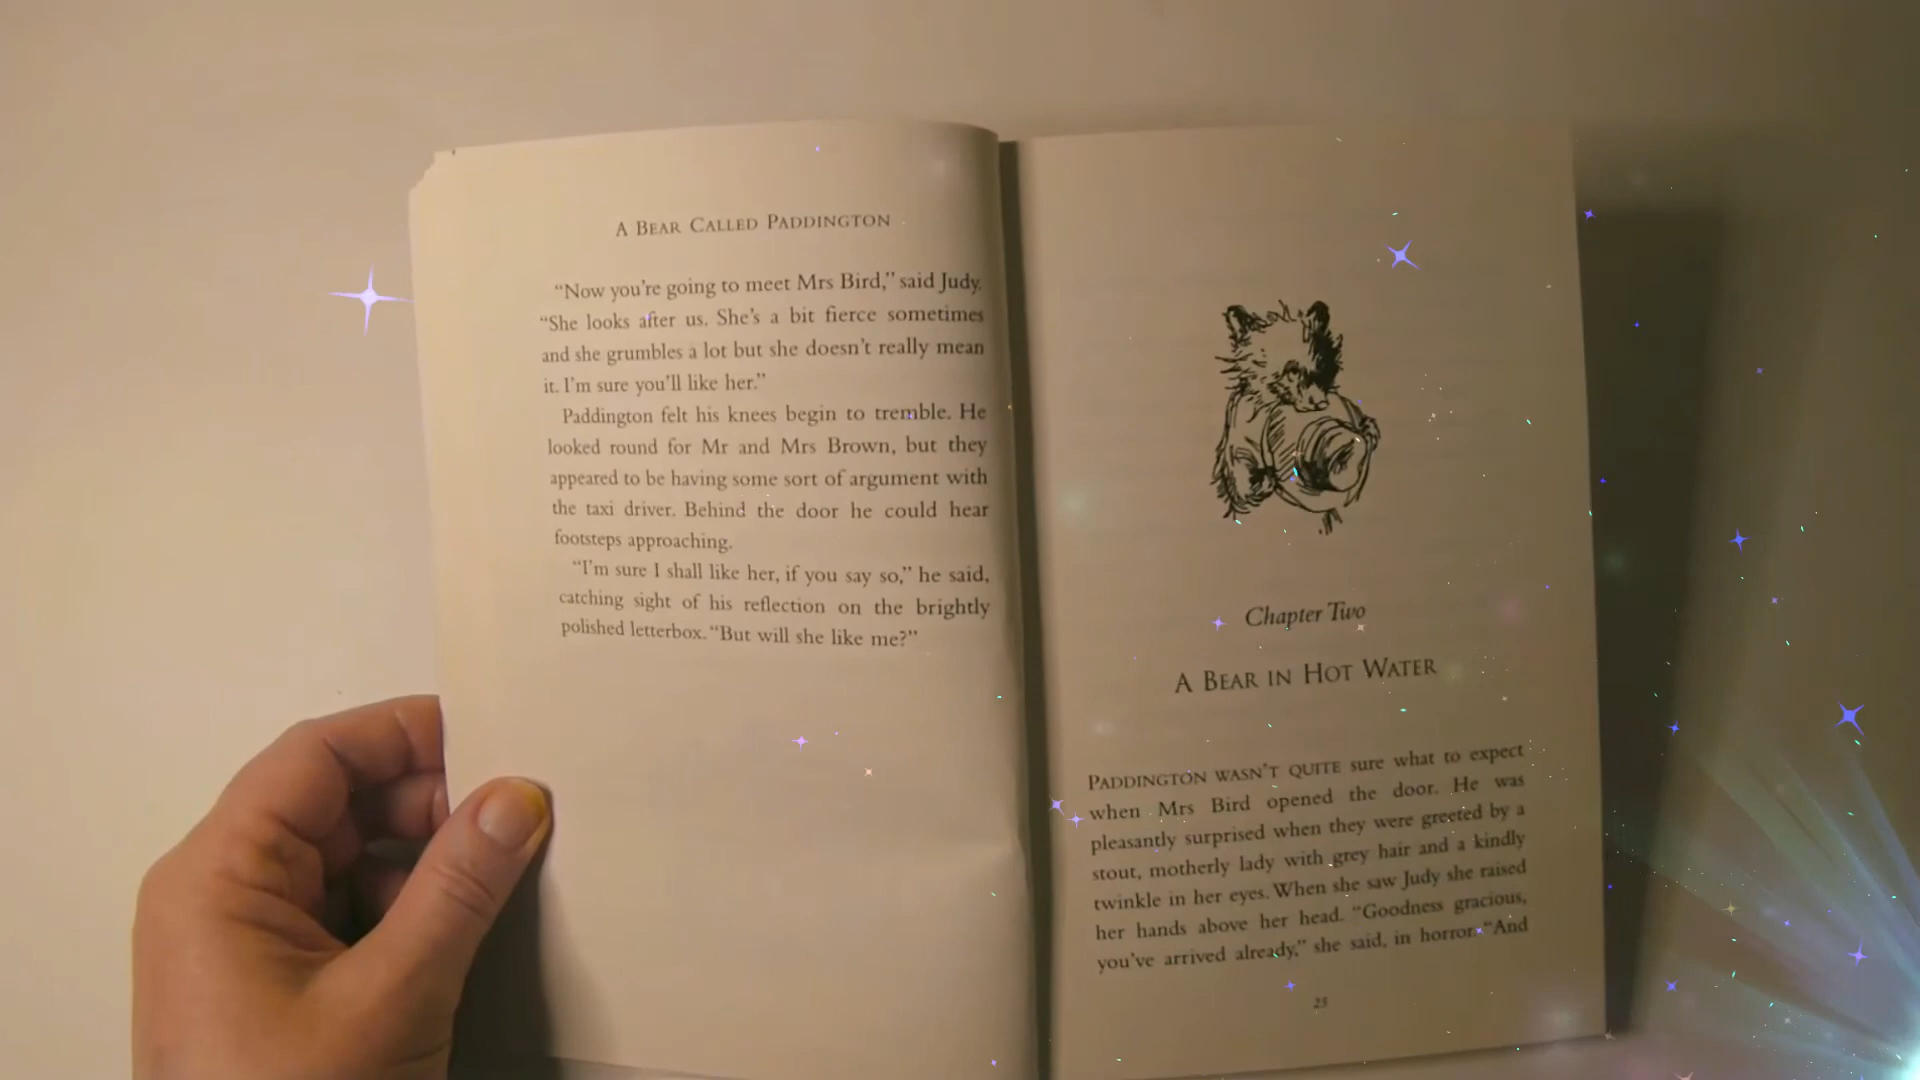 A BEAR CALLED PADDINGTON
“Now you’re going to meet Mrs Bird,” said Judy.
“She looks after us. She’s a bit fierce sometimes
and she grumbles a lot but she doesn’t really mean
it. I’m sure you’ll like her.”
Paddington felt his knees begin to tremble. He
looked round for Mr and Mrs Brown, but they
appeared to be having some sort of argument with
the taxi driver. Behind the door he could hear
footsteps approaching.
“I’m sure I shall like her, if you say so,” he said,
catching sight of his reflection on the brightly
polished letterbox. “But will she like me?”
Chapter Two
A BEAR IN HOT WATER
PADDINGTON WASN’T QUITE sure what to expect
when Mrs Bird opened the door. He was
pleasantly surprised when they were greeted by a
stout, motherly lady with grey hair and a kindly
twinkle in her eyes. When she saw Judy she raised
her hands above her head. “Goodness gracious,
you’ve arrived already,” she said, in horror. “And
25